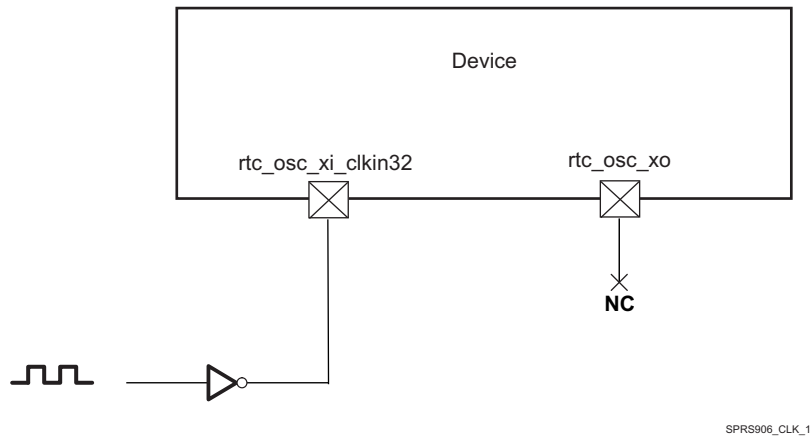 Device
rtc_osc_xi_clkin32
rtc_osc_xo
NC
SPRS906_CLK_1